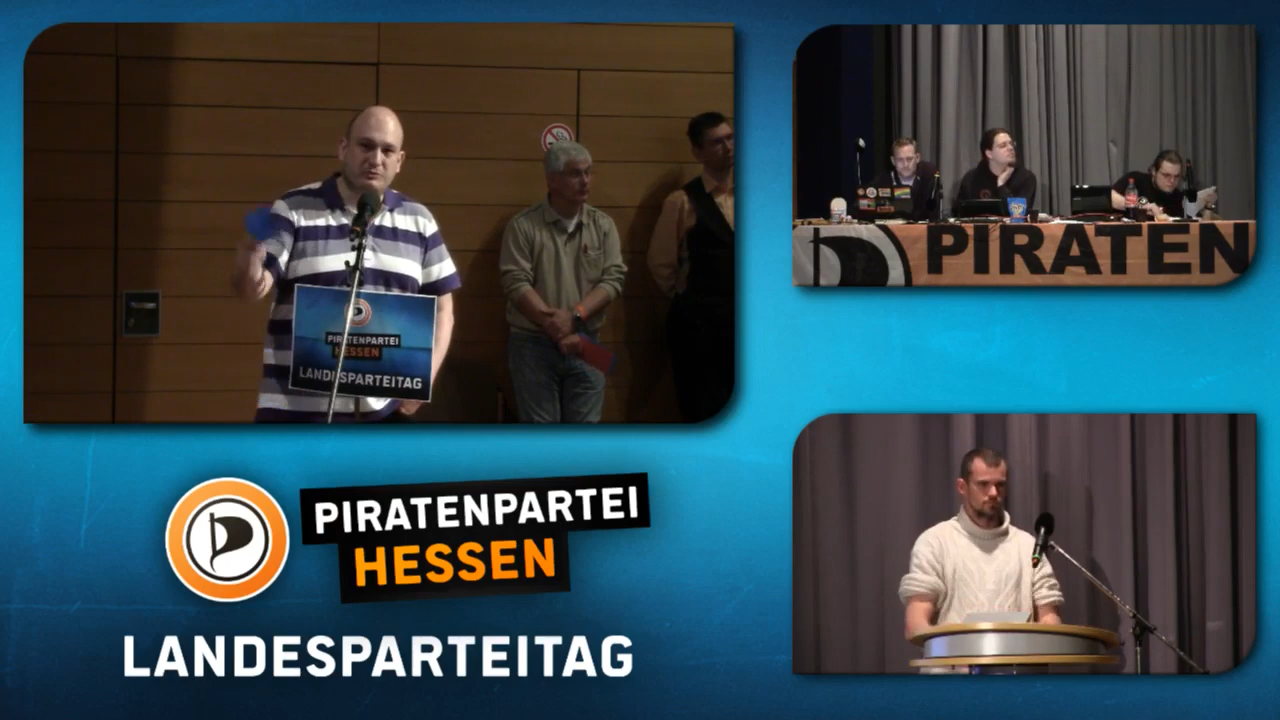 PIRATENPARTEI
HESSEN
LANDESPARTEITAG
PIRATEN
PIRATENPARTEI
HESSEN
LANDESPARTEITAG